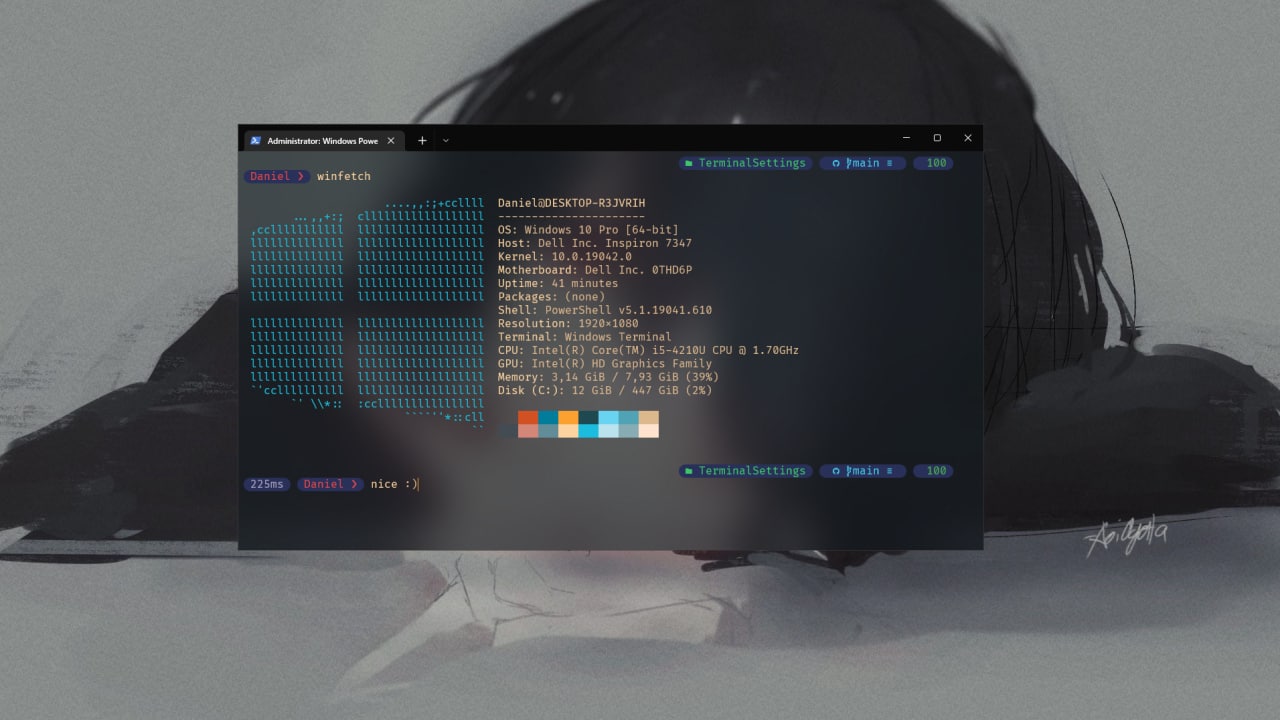 Administrator: Windows Powe
TerminalSettings main ≡ 100
Daniel ❯ winfetch
....,,:;+ccllll
...,,+:; cllllllllllllllllll
,cclllllllllll lllllllllllllllllll
llllllllllllll lllllllllllllllllll
llllllllllllll lllllllllllllllllll
llllllllllllll lllllllllllllllllll
llllllllllllll lllllllllllllllllll
llllllllllllll lllllllllllllllllll
llllllllllllll lllllllllllllllllll
llllllllllllll lllllllllllllllllll
llllllllllllll lllllllllllllllllll
llllllllllllll lllllllllllllllllll
llllllllllllll lllllllllllllllllll
`'ccllllllllll lllllllllllllllllll
`' \\*:: :ccllllllllllllllll
````''*::cll
``
Daniel@DESKTOP-R3JVRIH
----------------------
OS: Windows 10 Pro [64-bit]
Host: Dell Inc. Inspiron 7347
Kernel: 10.0.19042.0
Motherboard: Dell Inc. 0THD6P
Uptime: 41 minutes
Packages: (none)
Shell: PowerShell v5.1.19041.610
Resolution: 1920×1080
Terminal: Windows Terminal
CPU: Intel(R) Core(TM) i5-4210U CPU @ 1.70GHz
GPU: Intel(R) HD Graphics Family
Memory: 3,14 GiB / 7,93 GiB (39%)
Disk (C:): 12 GiB / 447 GiB (2%)
TerminalSettings main ≡ 100
225ms Daniel ❯ nice :)